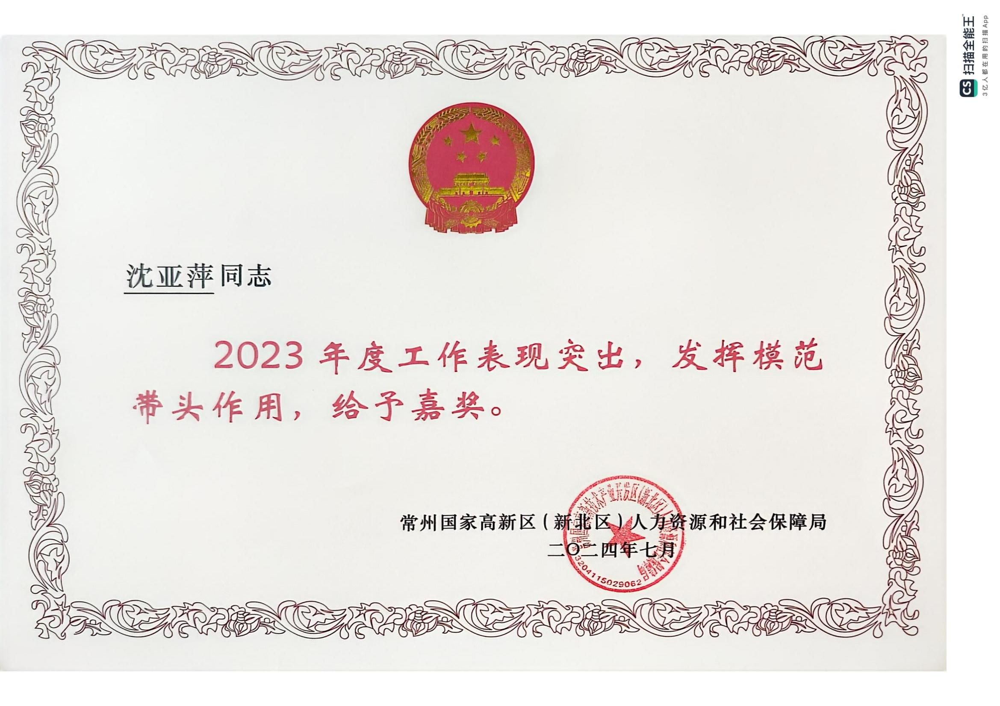 沈亚萍同志
2023年度工作表现突出，发挥模范
带头作用，给予嘉奖。
常州国家高新区（新北区）人力资源和社会保障局
二〇二四年七月
3204115029062
CS 扫描全能王
3亿人都在用的扫描App